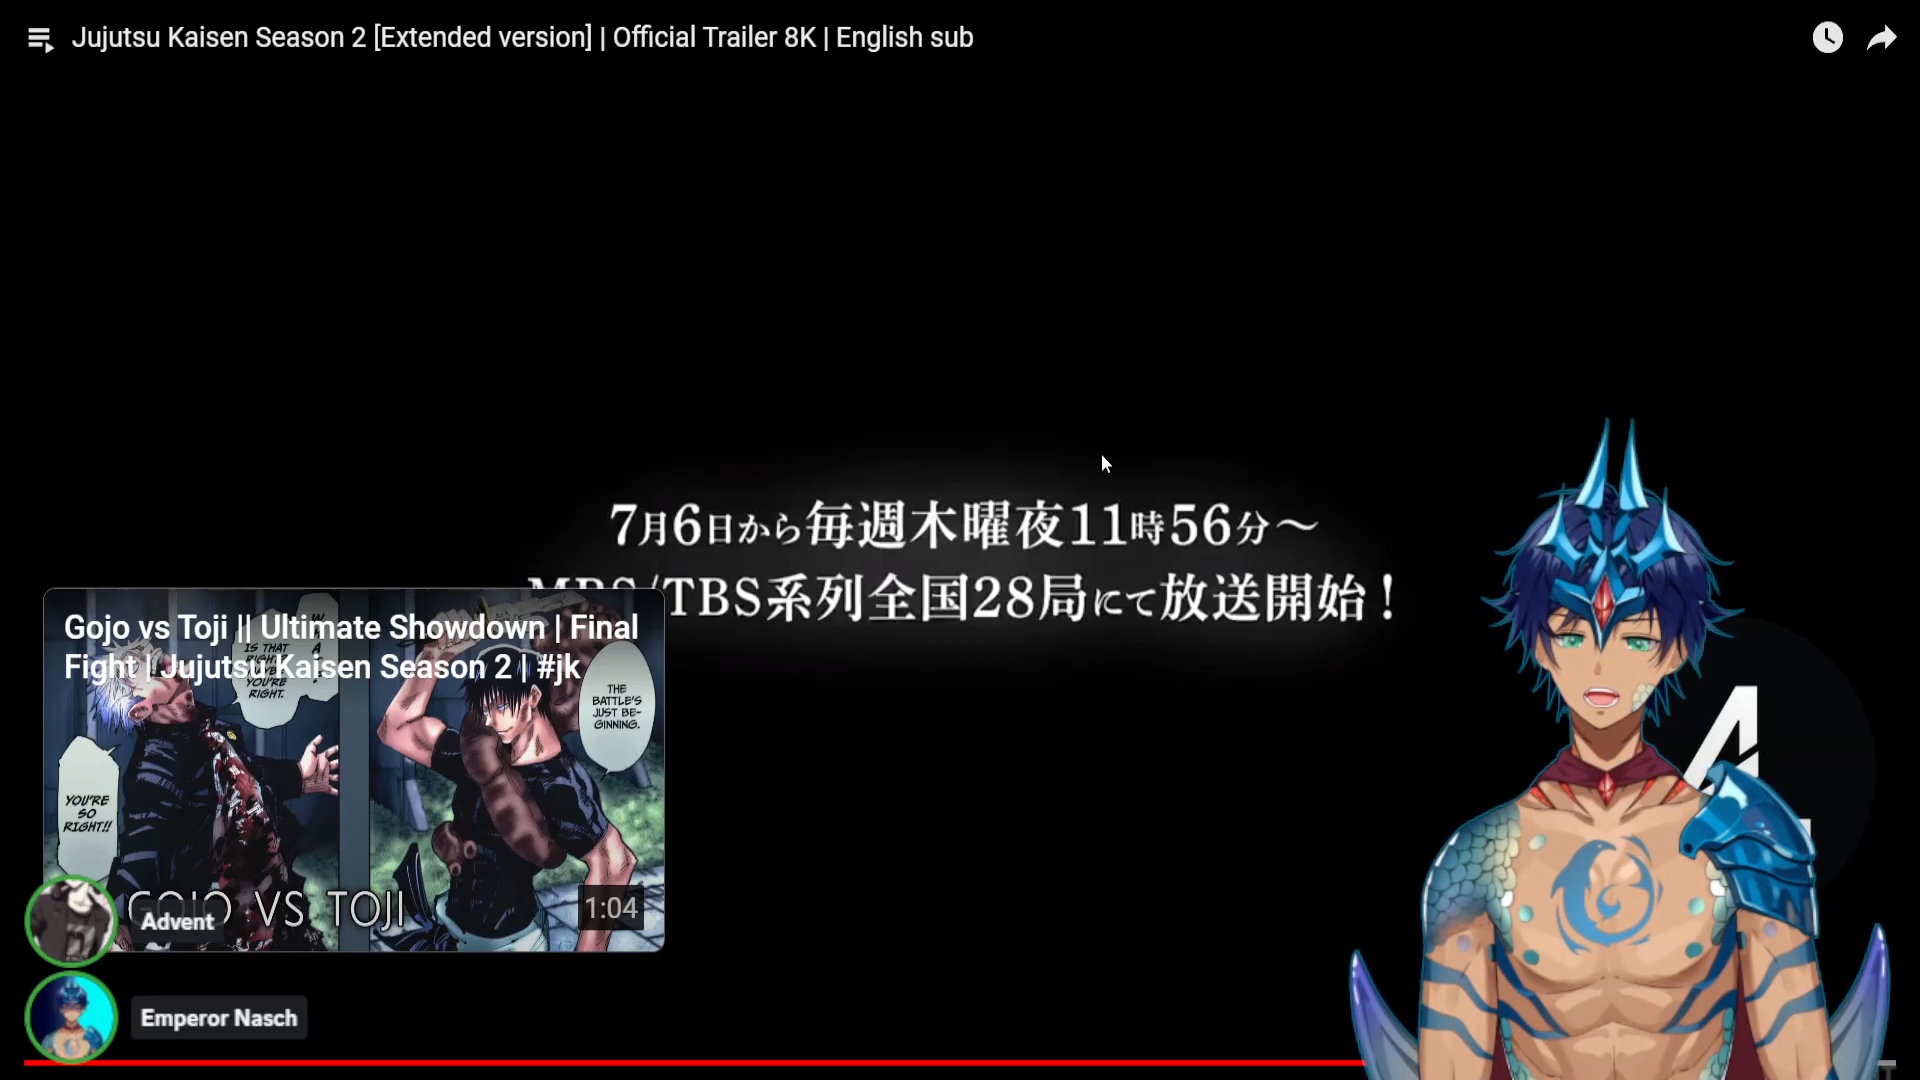 Jujutsu Kaisen Season 2 [Extended version] | Official Trailer 8K | English sub
7月6日から毎週木曜夜11時56分～
MBS/TBS系列全国28局にて放送開始！
Gojo vs Toji || Ultimate Showdown | Final
Fight | Jujutsu Kaisen Season 2 | #jk
IS THAT
RIGHT?
MAYBE
YOU'RE
RIGHT.
THE
BATTLE'S
JUST BE-
GINNING.
YOU'RE
SO
RIGHT!!
GOJO VS TOJI
1:04
Advent
Emperor Nasch